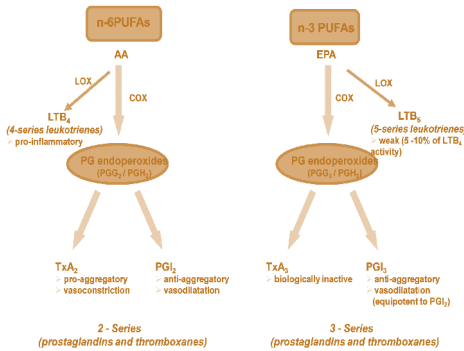 n-6PUFAs
AA
LOX
COX
LTB₄
(4-series leukotrienes)
➢ pro-inflammatory
PG endoperoxides
(PGG₂ / PGH₂)
TxA₂
➢ pro-aggregatory
➢ vasoconstriction
PGI₂
➢ anti-aggregatory
➢ vasodilatation
2 - Series
(prostaglandins and thromboxanes)
n-3 PUFAs
EPA
LOX
COX
LTB₅
(5-series leukotrienes)
➢ weak (5 -10% of LTB₄
activity)
PG endoperoxides
(PGG₃ / PGH₃)
TxA₃
➢ biologically inactive
PGI₃
➢ anti-aggregatory
➢ vasodilatation
(equipotent to PGI₂)
3 - Series
(prostaglandins and thromboxanes)